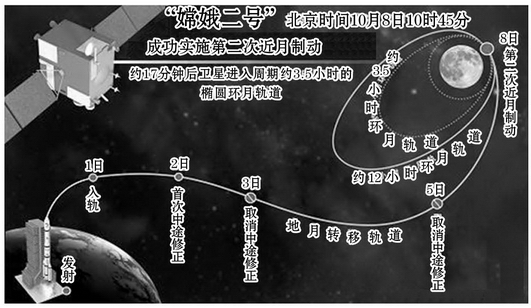 “嫦娥二号” 北京时间10月8日10时45分
成功实施第二次近月制动
约17分钟后卫星进入周期约3.5小时的
椭圆环月轨道
8日
第二次近月制动
约3.5小时环月轨道
约12小时环月轨道
1日
入轨
2日
首次中途修正
3日
取消中途修正
地月转移轨道
5日
取消中途修正
发射